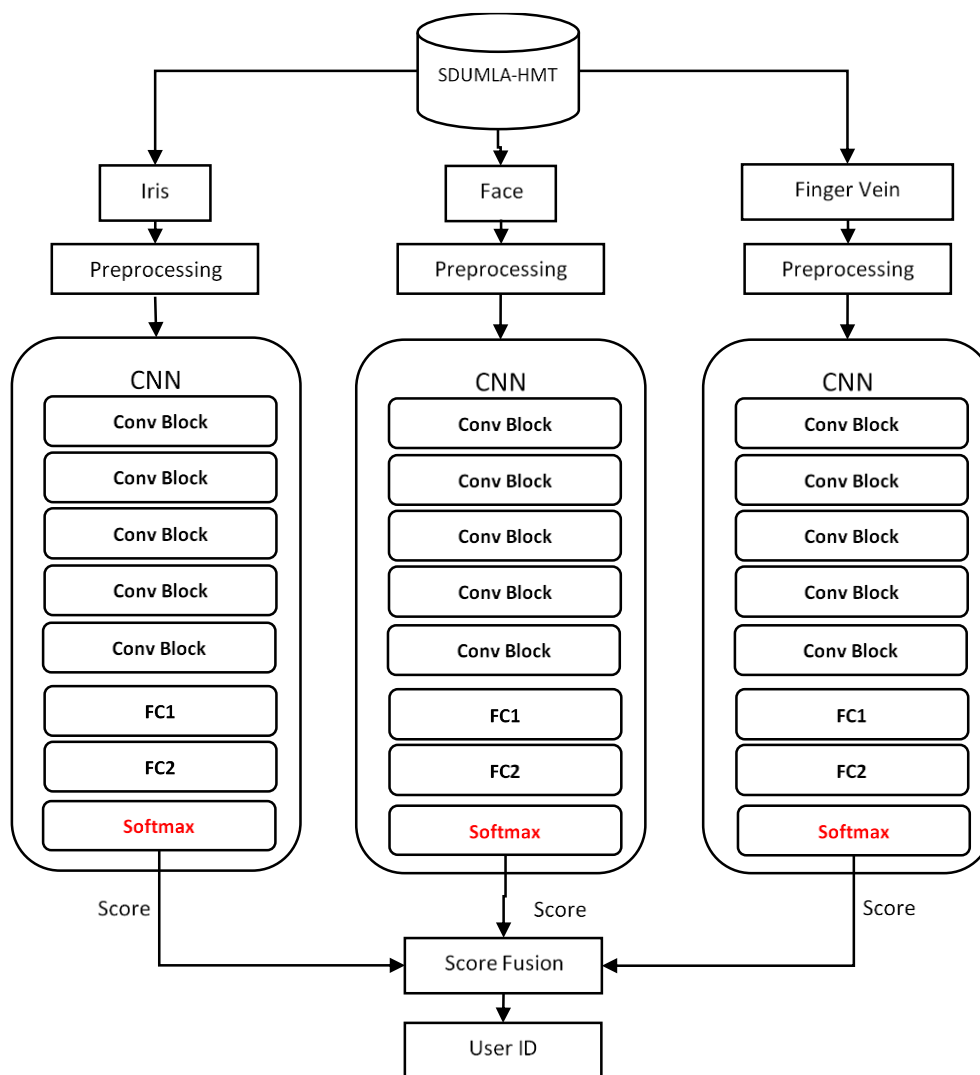 SDUMLA-HMT
Iris
Face
Finger Vein
Preprocessing
Preprocessing
Preprocessing
CNN
Conv Block
Conv Block
Conv Block
Conv Block
Conv Block
FC1
FC2
Softmax
CNN
Conv Block
Conv Block
Conv Block
Conv Block
Conv Block
FC1
FC2
Softmax
CNN
Conv Block
Conv Block
Conv Block
Conv Block
Conv Block
FC1
FC2
Softmax
Score
Score
Score
Score Fusion
User ID